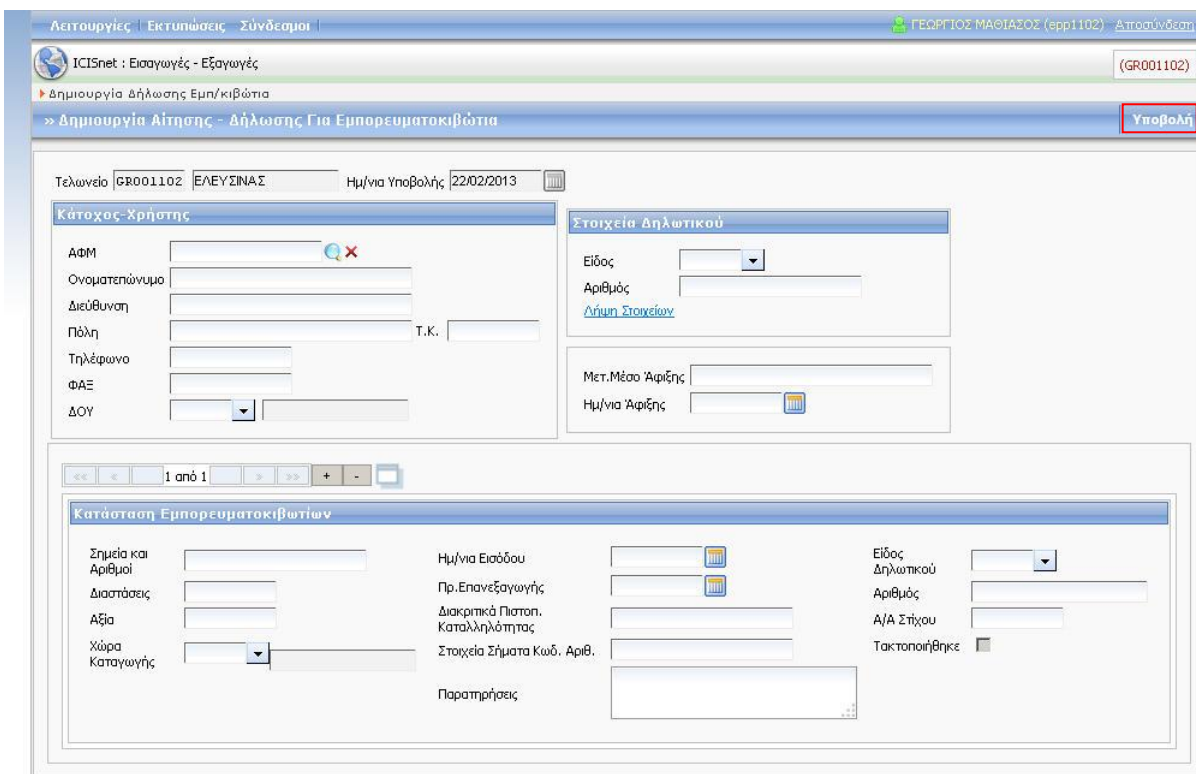 Λειτουργίες Εκτυπώσεις Σύνδεσμοι ΓΕΩΡΓΙΟΣ ΜΑΘΙΑΣΟΣ (epp1102) Αποσύνδεση
ICISnet : Εισαγωγές - Εξαγωγές (GR001102)
Δημιουργία Δήλωσης Εμπ/κιβώτια
» Δημιουργία Αίτησης - Δήλωσης Για Εμπορευματοκιβώτια Υποβολή
Τελωνείο GR001102 ΕΛΕΥΣΙΝΑΣ Ημ/νια Υποβολής 22/02/2013
Κάτοχος-Χρήστης
ΑΦΜ
Ονοματεπώνυμο
Διεύθυνση
Πόλη Τ.Κ.
Τηλέφωνο
ΦΑΞ
ΔΟΥ
Στοιχεία Δηλωτικού
Είδος
Αριθμός
Λήψη Στοιχείων
Μετ.Μέσο Άφιξης
Ημ/νια Άφιξης
«« « 1 από 1 » »» + -
Κατάσταση Εμπορευματοκιβωτίων
Σημεία και
Αριθμοί
Διαστάσεις
Αξία
Χώρα
Καταγωγής
Ημ/νια Εισόδου
Πρ.Επανεξαγωγής
Διακριτικά Πιστοπ.
Καταλληλότητας
Στοιχεία Σήματα Κωδ. Αριθ.
Παρατηρήσεις
Είδος
Δηλωτικού
Αριθμός
Α/Α Στίχου
Τακτοποιήθηκε